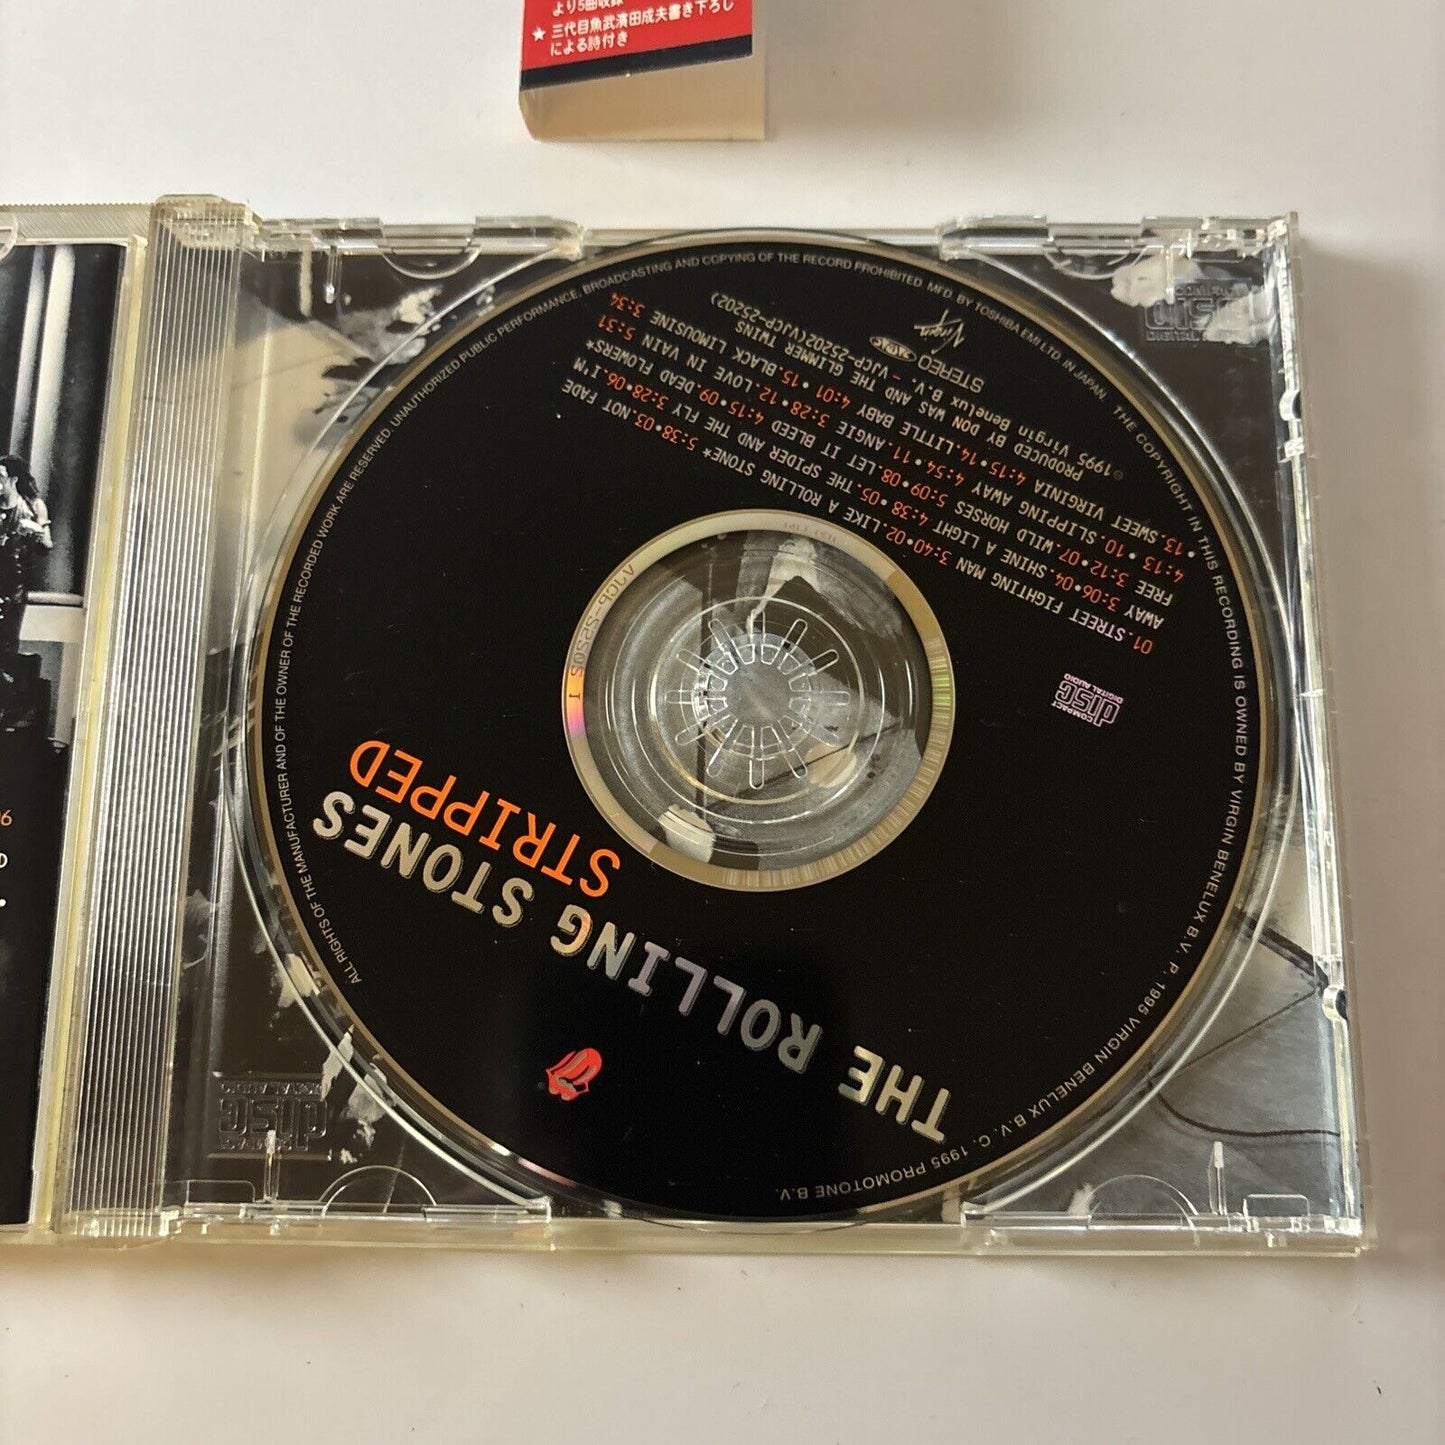 より5曲収録
★ 三代目魚武濱田成夫書き下ろし
による詩付き
THE ROLLING STONES
STRIPPED
01.STREET FIGHTING MAN 3:40•02.LIKE A ROLLING STONE* 5:38•03.NOT FADE
AWAY 3:06•04.SHINE A LIGHT 4:38•05.THE SPIDER AND THE FLY 3:28•06.I'M
FREE 3:12•07.WILD HORSES 5:09•08.LET IT BLEED 4:15•09.DEAD FLOWERS*
4:13 • 10.SLIPPING AWAY 4:54•11.ANGIE 3:28•12.LOVE IN VAIN 5:31
•13.SWEET VIRGINIA 4:15•14.LITTLE BABY 4:01•15.BLACK LIMOUSINE 3:34
PRODUCED BY DON WAS AND THE GLIMMER TWINS
℗1995 Virgin Benelux B.V. – VJCP-25202(VJCP-25202)
STEREO
Virgin
COMPACT
disc
DIGITAL AUDIO
ALL RIGHTS OF THE MANUFACTURER AND OF THE OWNER OF THE RECORDED WORK ARE RESERVED. UNAUTHORIZED PUBLIC PERFORMANCE, BROADCASTING AND COPYING OF THE RECORD PROHIBITED. MFD. BY TOSHIBA EMI LTD. IN JAPAN. THE COPYRIGHT IN THIS RECORDING IS OWNED BY VIRGIN BENELUX B.V. P. 1995 VIRGIN BENELUX B.V. C. 1995 PROMOTONE B.V.
VJCP-25202 1
COMPACT
disc
DIGITAL AUDIO
disc
DIGITAL AUDIO
06
D